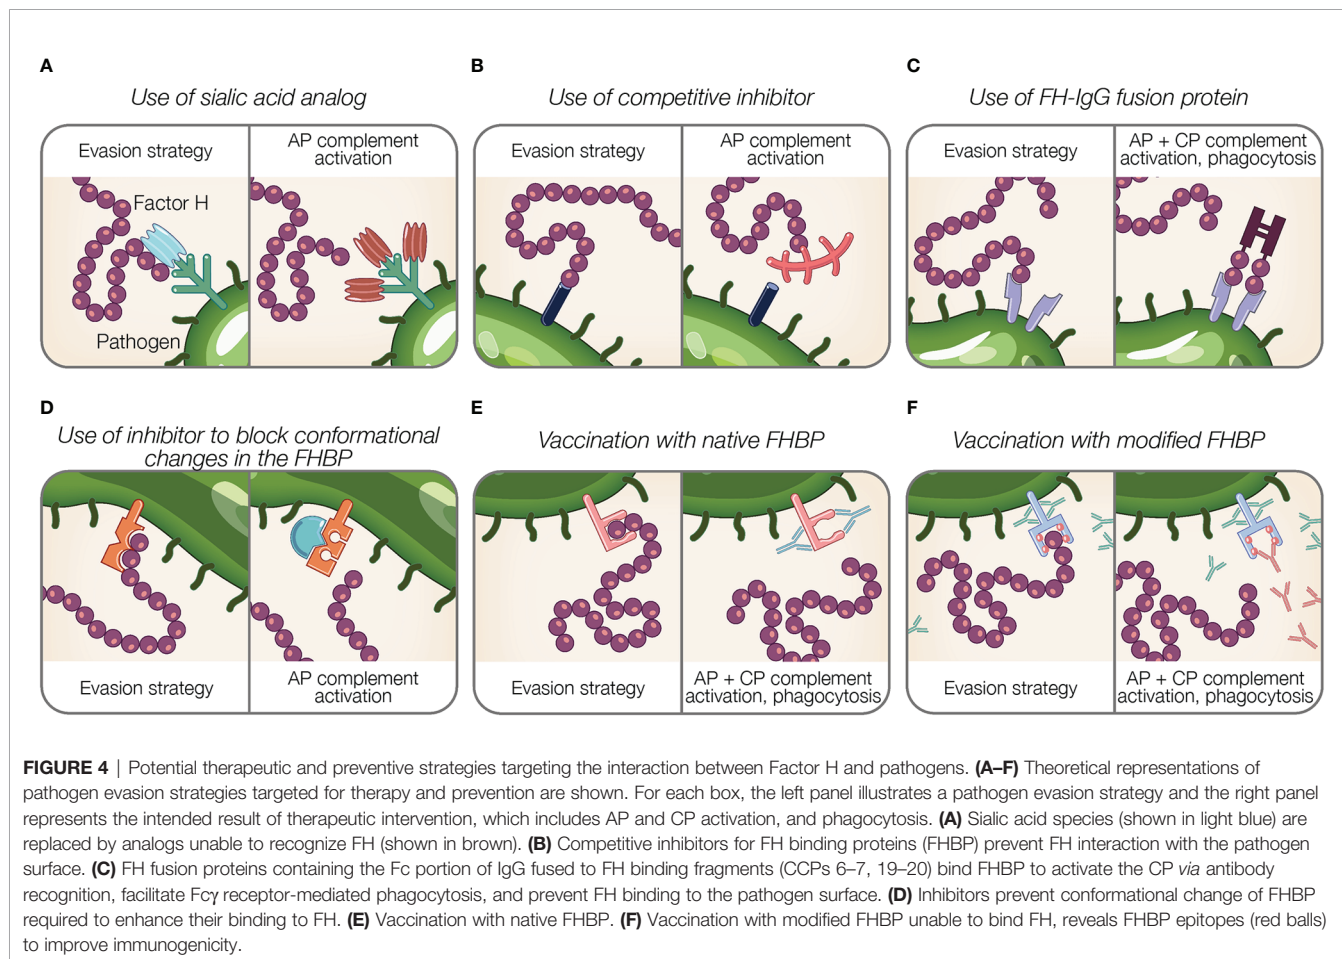 A
Use of sialic acid analog
Evasion strategy
AP complement
activation
Factor H
Pathogen
B
Use of competitive inhibitor
Evasion strategy
AP complement
activation
C
Use of FH-IgG fusion protein
Evasion strategy
AP + CP complement
activation, phagocytosis
D
Use of inhibitor to block conformational
changes in the FHBP
Evasion strategy
AP complement
activation
E
Vaccination with native FHBP
Evasion strategy
AP + CP complement
activation, phagocytosis
F
Vaccination with modified FHBP
Evasion strategy
AP + CP complement
activation, phagocytosis
FIGURE 4 | Potential therapeutic and preventive strategies targeting the interaction between Factor H and pathogens. (A–F) Theoretical representations of
pathogen evasion strategies targeted for therapy and prevention are shown. For each box, the left panel illustrates a pathogen evasion strategy and the right panel
represents the intended result of therapeutic intervention, which includes AP and CP activation, and phagocytosis. (A) Sialic acid species (shown in light blue) are
replaced by analogs unable to recognize FH (shown in brown). (B) Competitive inhibitors for FH binding proteins (FHBP) prevent FH interaction with the pathogen
surface. (C) FH fusion proteins containing the Fc portion of IgG fused to FH binding fragments (CCPs 6–7, 19–20) bind FHBP to activate the CP via antibody
recognition, facilitate Fcγ receptor-mediated phagocytosis, and prevent FH binding to the pathogen surface. (D) Inhibitors prevent conformational change of FHBP
required to enhance their binding to FH. (E) Vaccination with native FHBP. (F) Vaccination with modified FHBP unable to bind FH, reveals FHBP epitopes (red balls)
to improve immunogenicity.